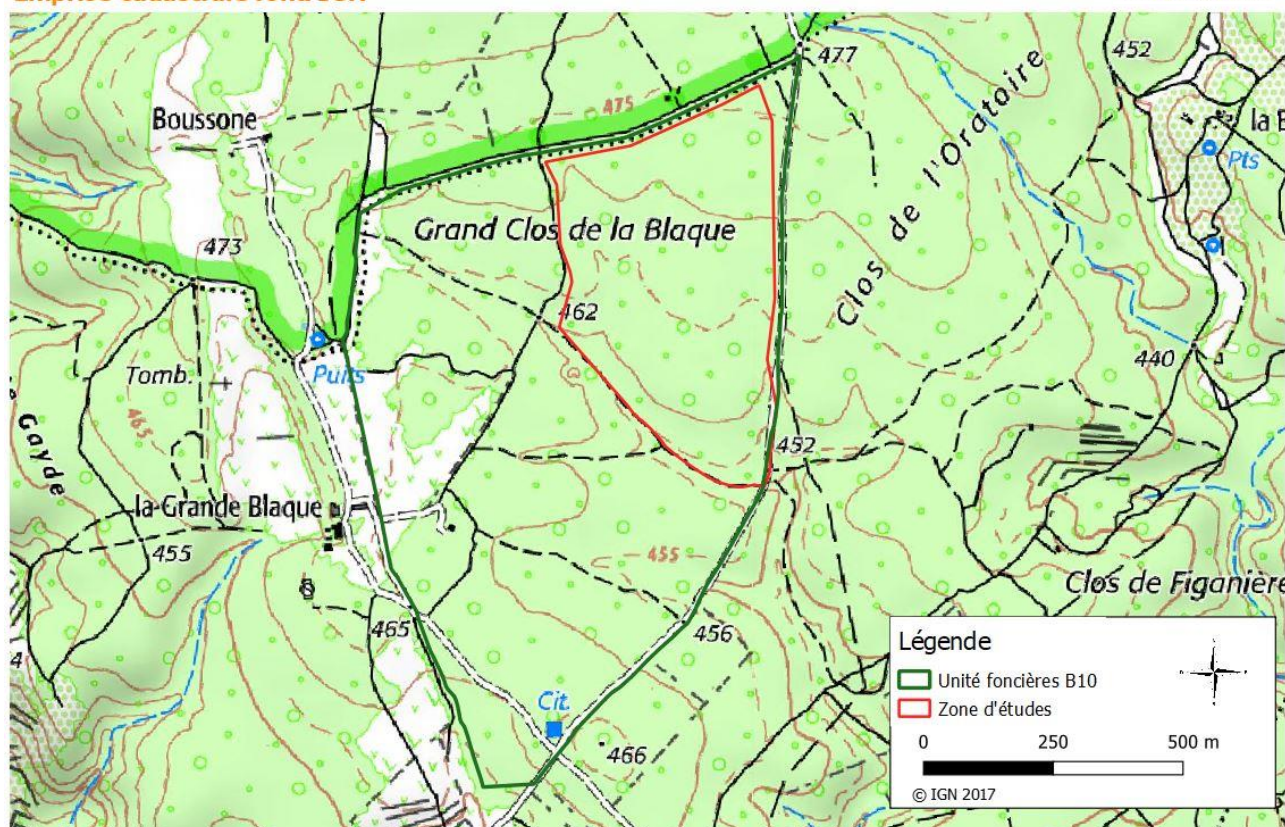 477
452
475
Boussone
la B
Pts
Clos de l'Oratoire
Grand Clos de la Blaque
473
462
440
Puits
Tomb.
465
Gayde
452
la Grande Blaque
455
455
Clos de Figanière
465
456
4
Cit.
466
Légende
Unité foncières B10
Zone d'études
0 250 500 m
© IGN 2017